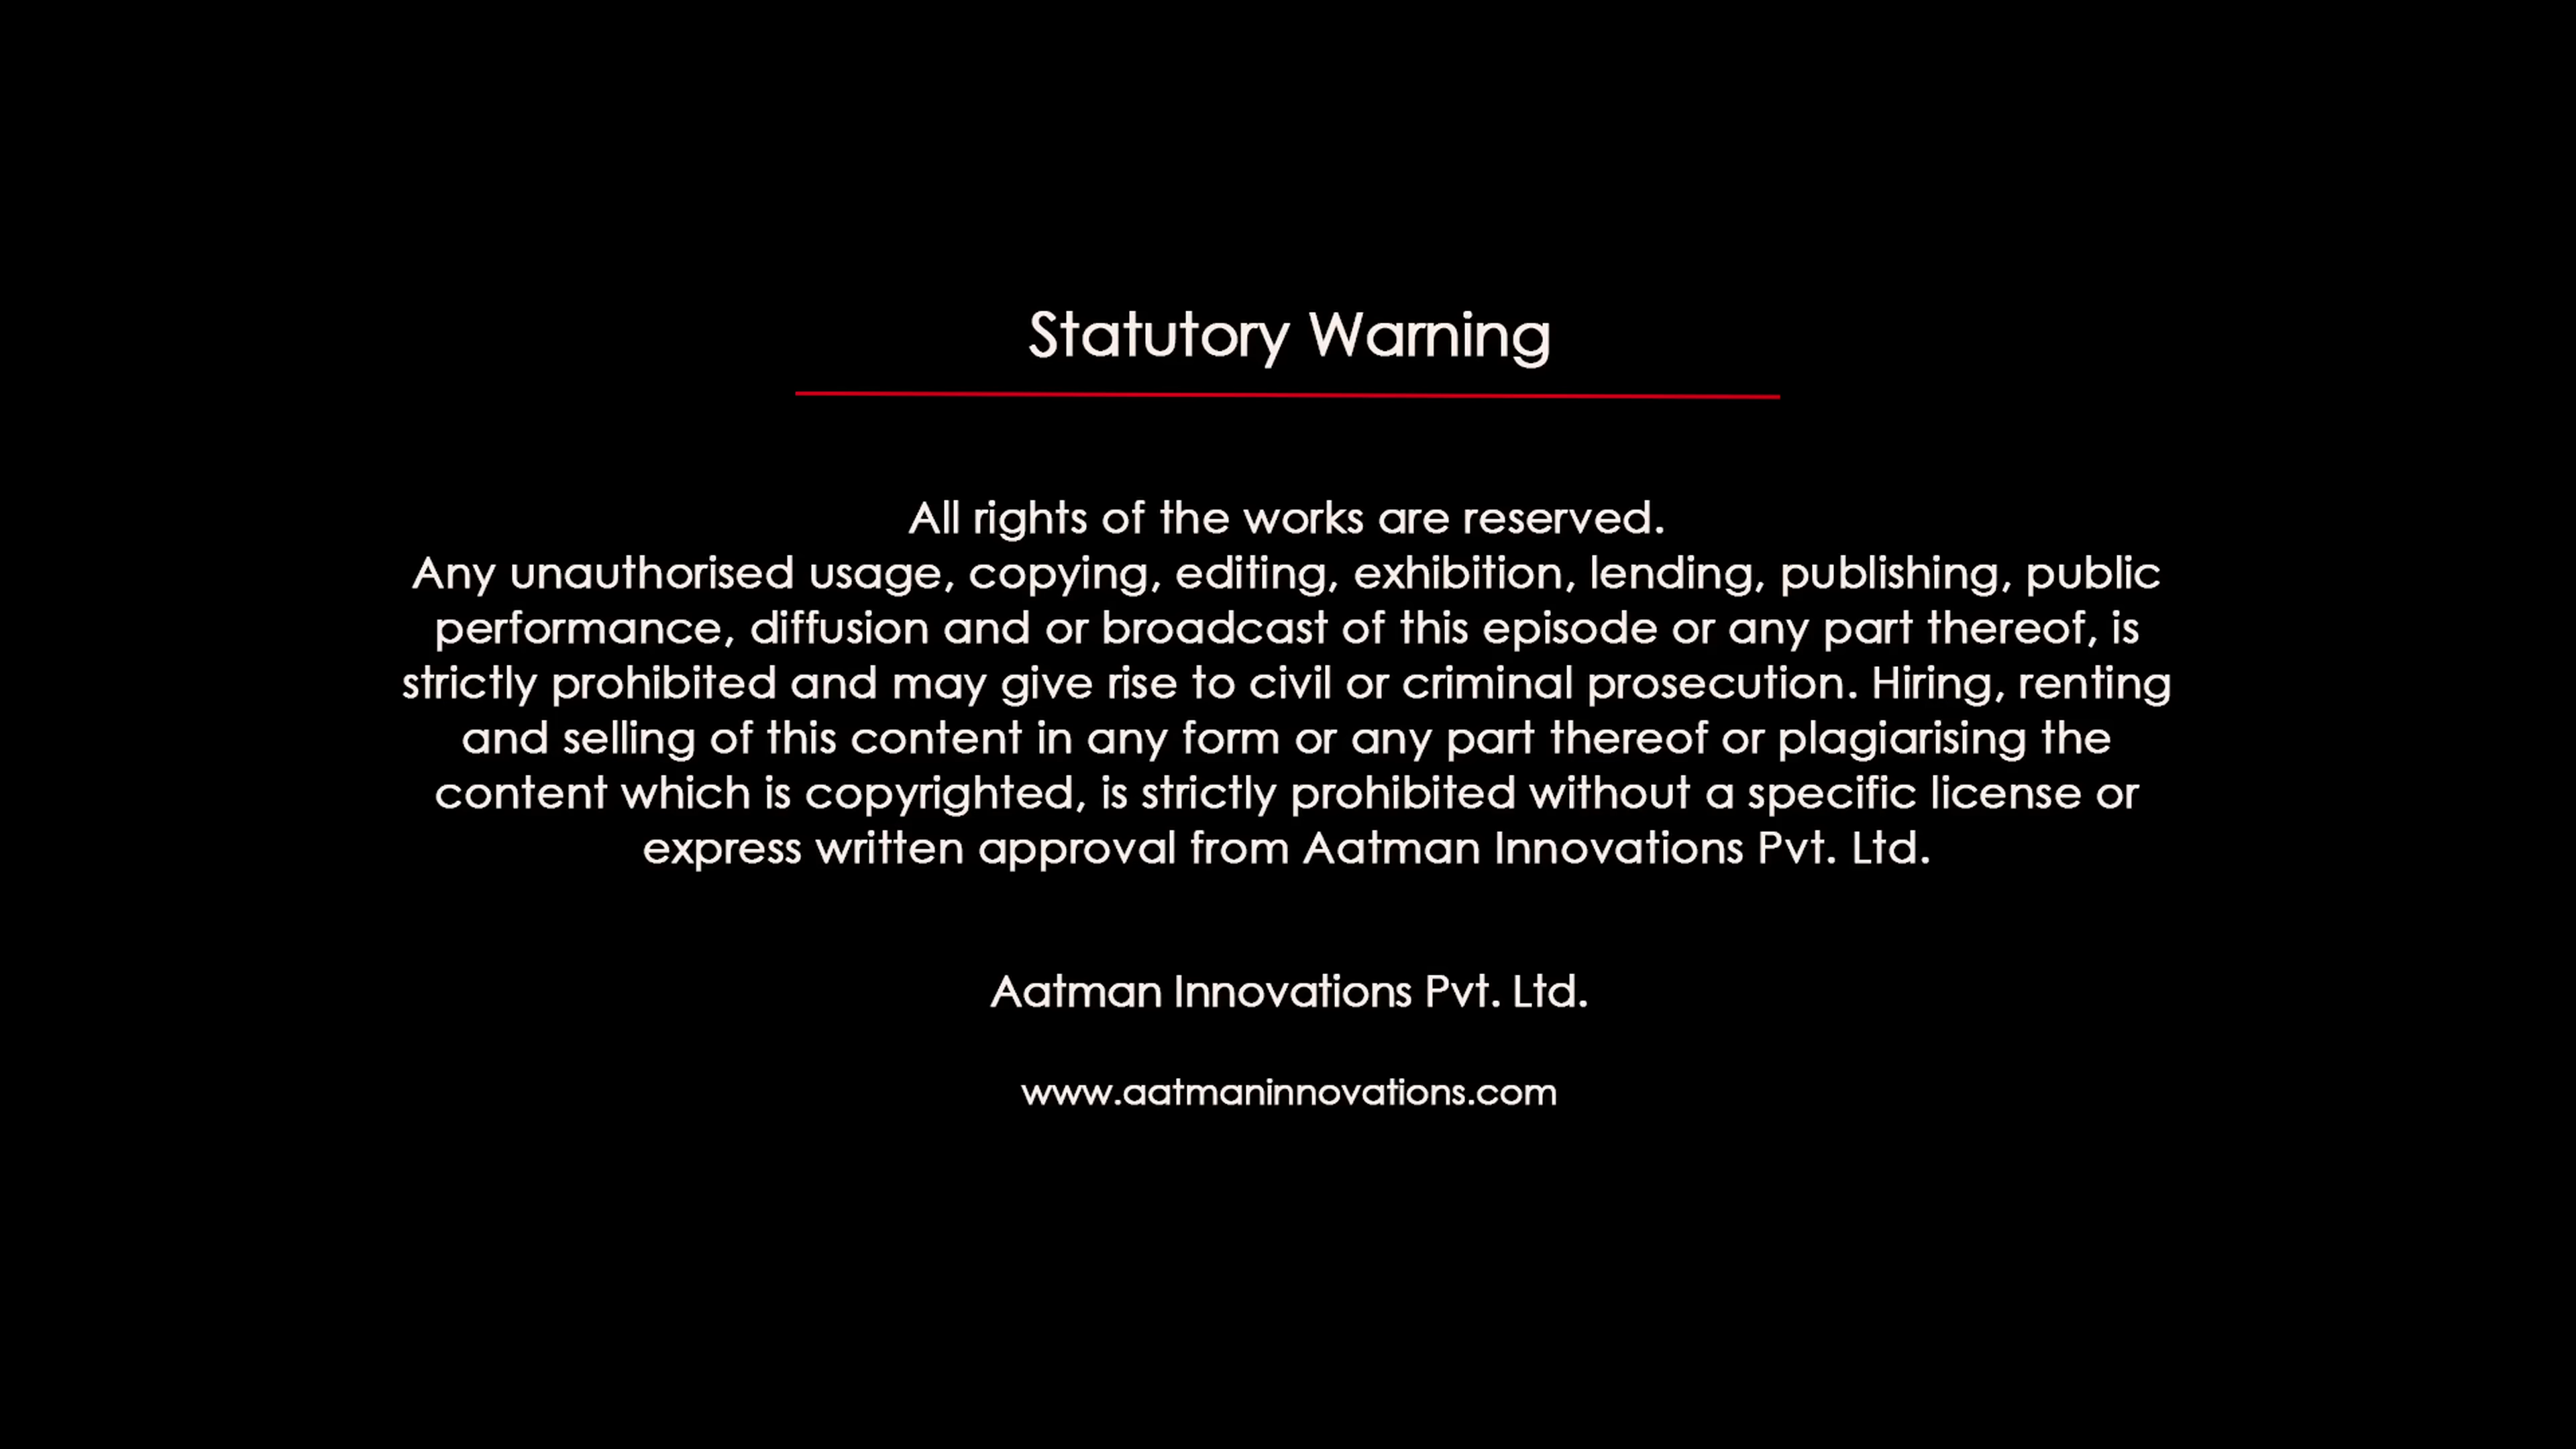 Statutory Warning
All rights of the works are reserved.
Any unauthorised usage, copying, editing, exhibition, lending, publishing, public
performance, diffusion and or broadcast of this episode or any part thereof, is
strictly prohibited and may give rise to civil or criminal prosecution. Hiring, renting
and selling of this content in any form or any part thereof or plagiarising the
content which is copyrighted, is strictly prohibited without a specific license or
express written approval from Aatman Innovations Pvt. Ltd.
Aatman Innovations Pvt. Ltd.
www.aatmaninnovations.com